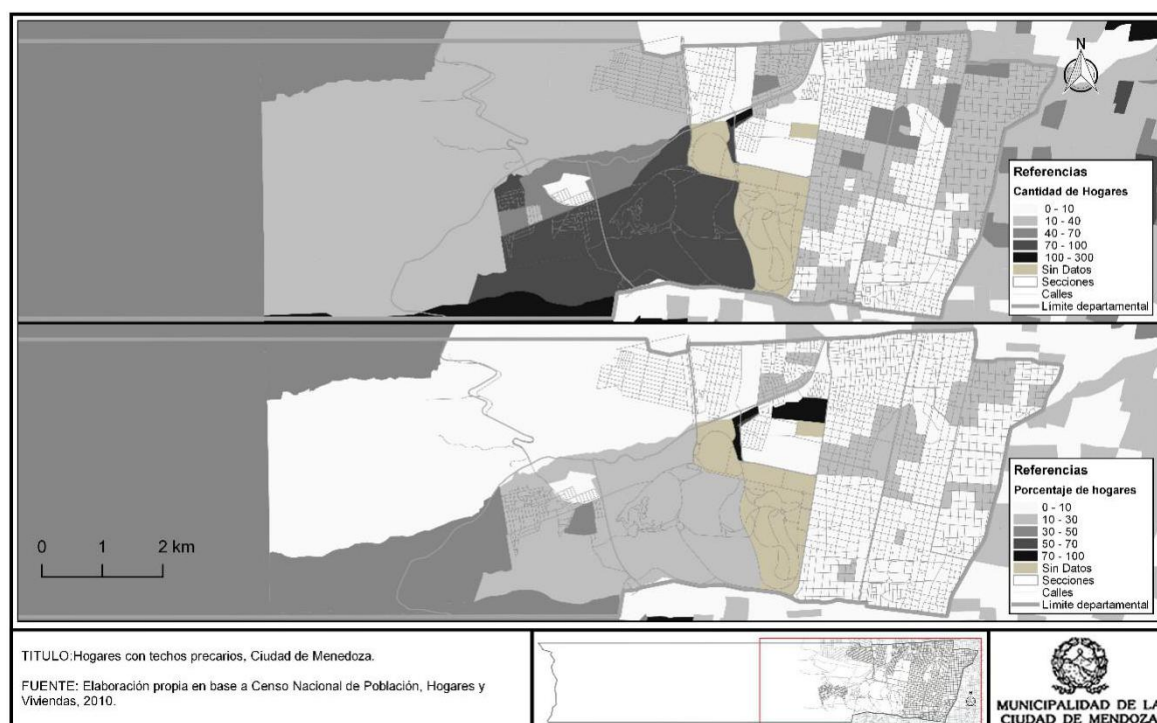 N
Referencias
Cantidad de Hogares
0 - 10
10 - 40
40 - 70
70 - 100
100 - 300
Sin Datos
Secciones
Calles
Límite departamental
Referencias
Porcentaje de hogares
0 - 10
10 - 30
30 - 50
50 - 70
70 - 100
Sin Datos
Secciones
Calles
Límite departamental
0 1 2 km
TITULO:Hogares con techos precarios, Ciudad de Menedoza.
FUENTE: Elaboración propia en base a Censo Nacional de Población, Hogares y
Viviendas, 2010.
MUNICIPALIDAD DE LA
CIUDAD DE MENDOZA